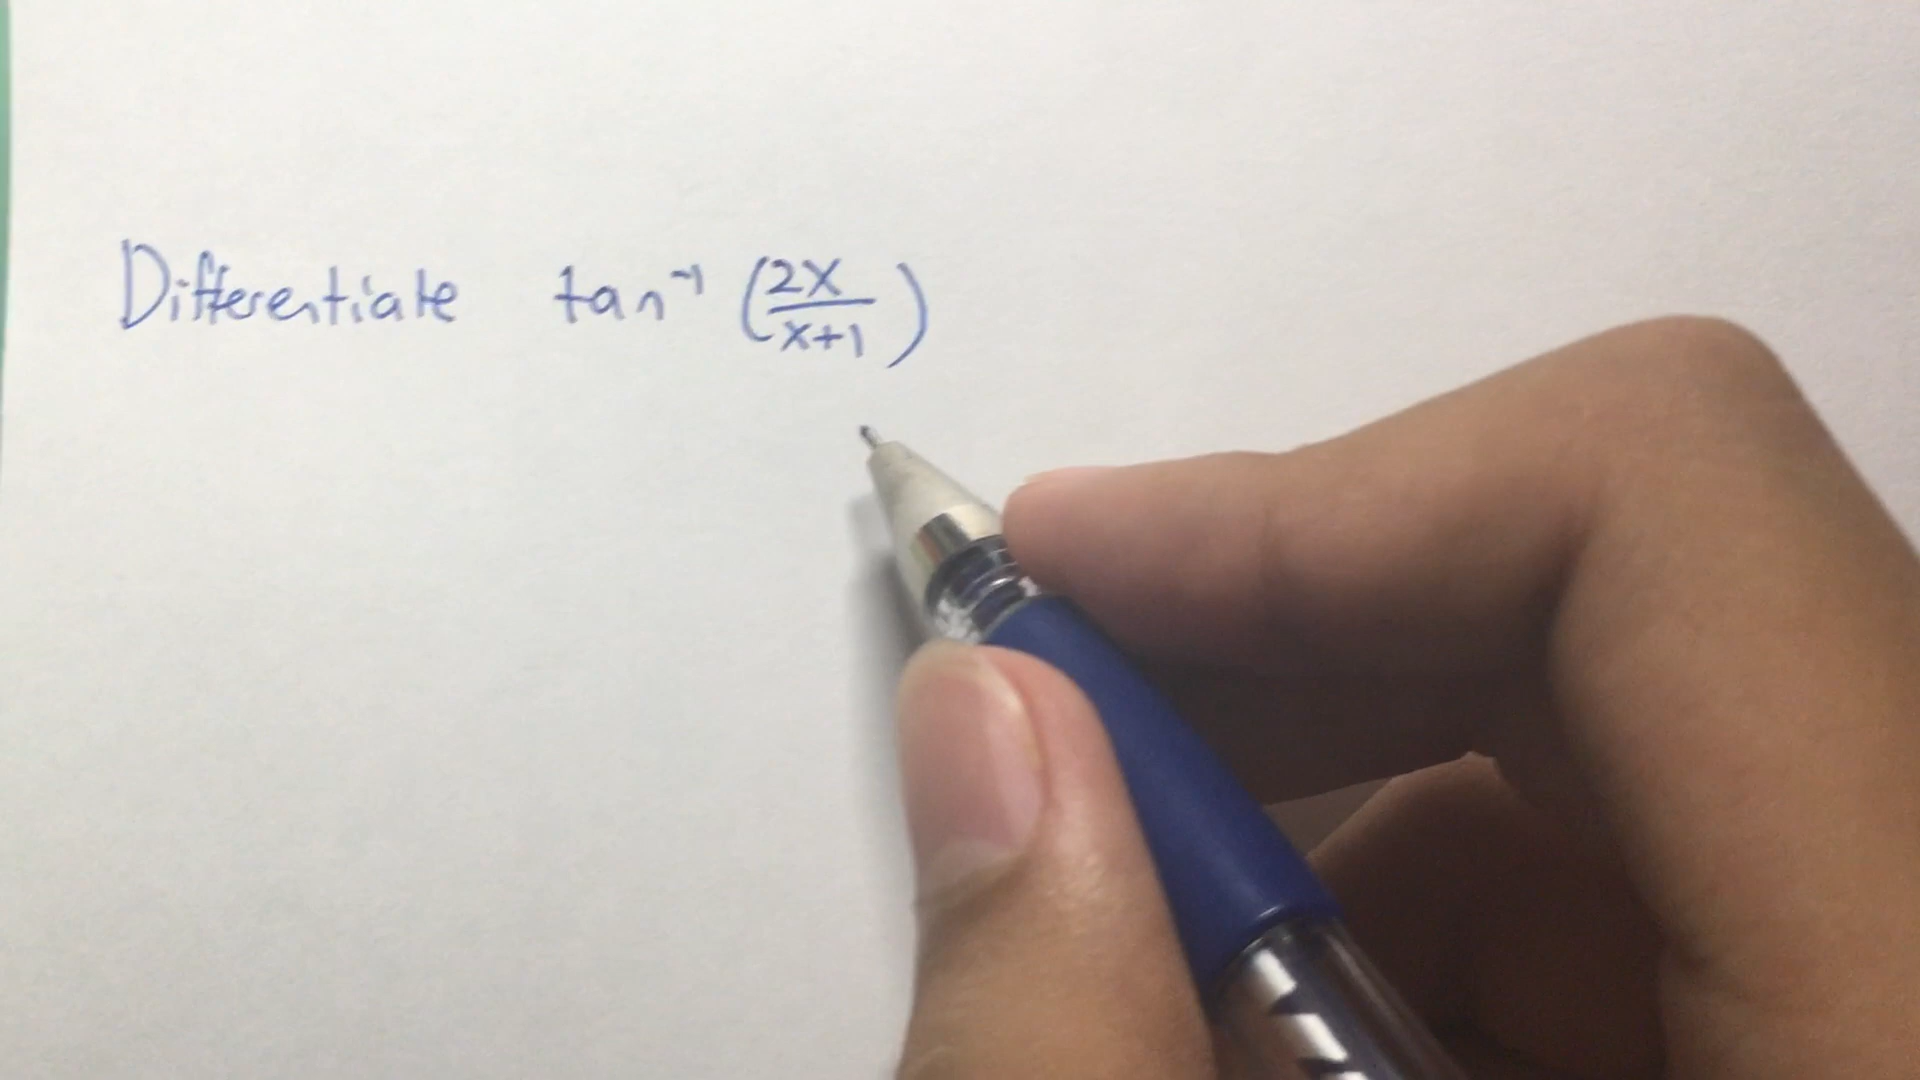 Differentiate tan⁻¹ (2x/x+1)